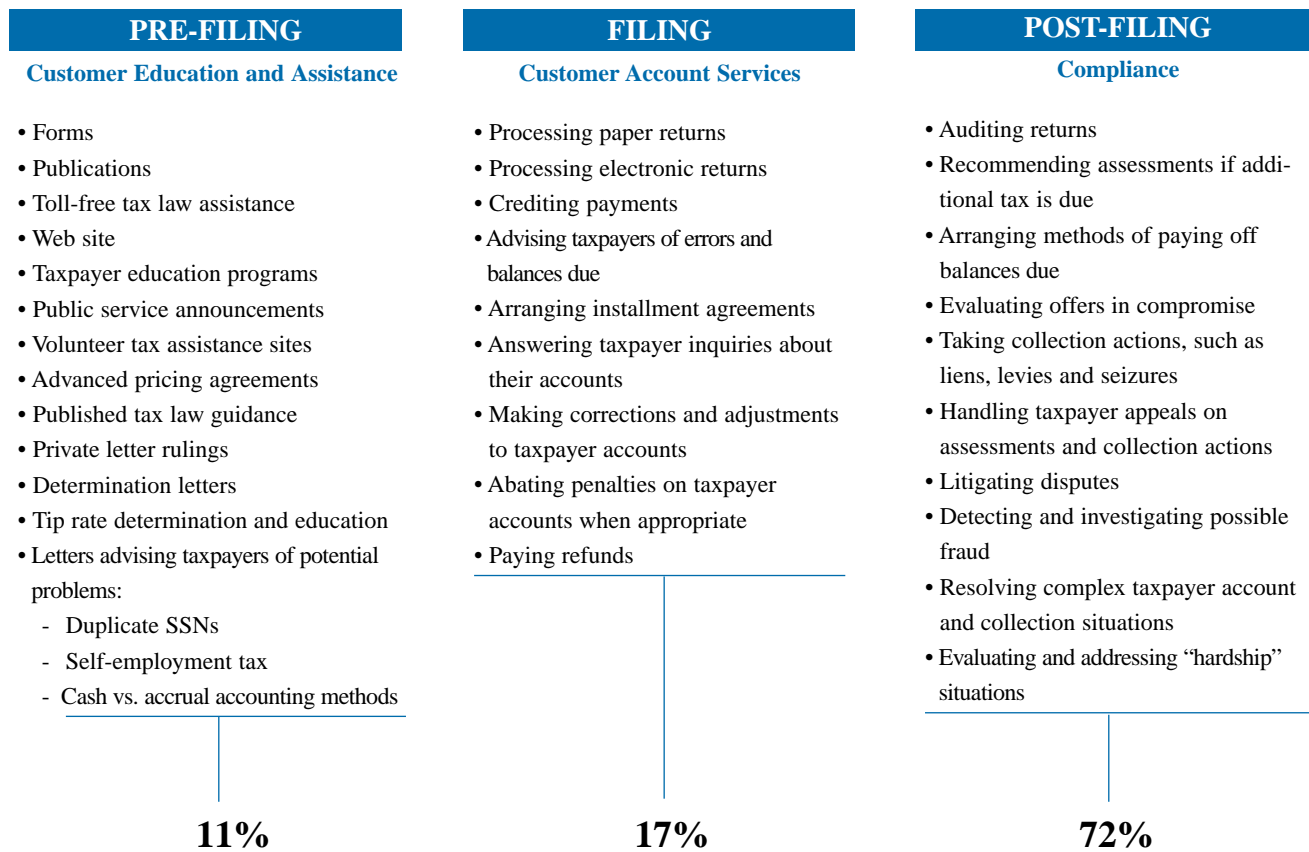 PRE-FILING
Customer Education and Assistance
• Forms
• Publications
• Toll-free tax law assistance
• Web site
• Taxpayer education programs
• Public service announcements
• Volunteer tax assistance sites
• Advanced pricing agreements
• Published tax law guidance
• Private letter rulings
• Determination letters
• Tip rate determination and education
• Letters advising taxpayers of potential
problems:
- Duplicate SSNs
- Self-employment tax
- Cash vs. accrual accounting methods
11%
FILING
Customer Account Services
• Processing paper returns
• Processing electronic returns
• Crediting payments
• Advising taxpayers of errors and
balances due
• Arranging installment agreements
• Answering taxpayer inquiries about
their accounts
• Making corrections and adjustments
to taxpayer accounts
• Abating penalties on taxpayer
accounts when appropriate
• Paying refunds
17%
POST-FILING
Compliance
• Auditing returns
• Recommending assessments if addi-
tional tax is due
• Arranging methods of paying off
balances due
• Evaluating offers in compromise
• Taking collection actions, such as
liens, levies and seizures
• Handling taxpayer appeals on
assessments and collection actions
• Litigating disputes
• Detecting and investigating possible
fraud
• Resolving complex taxpayer account
and collection situations
• Evaluating and addressing “hardship”
situations
72%